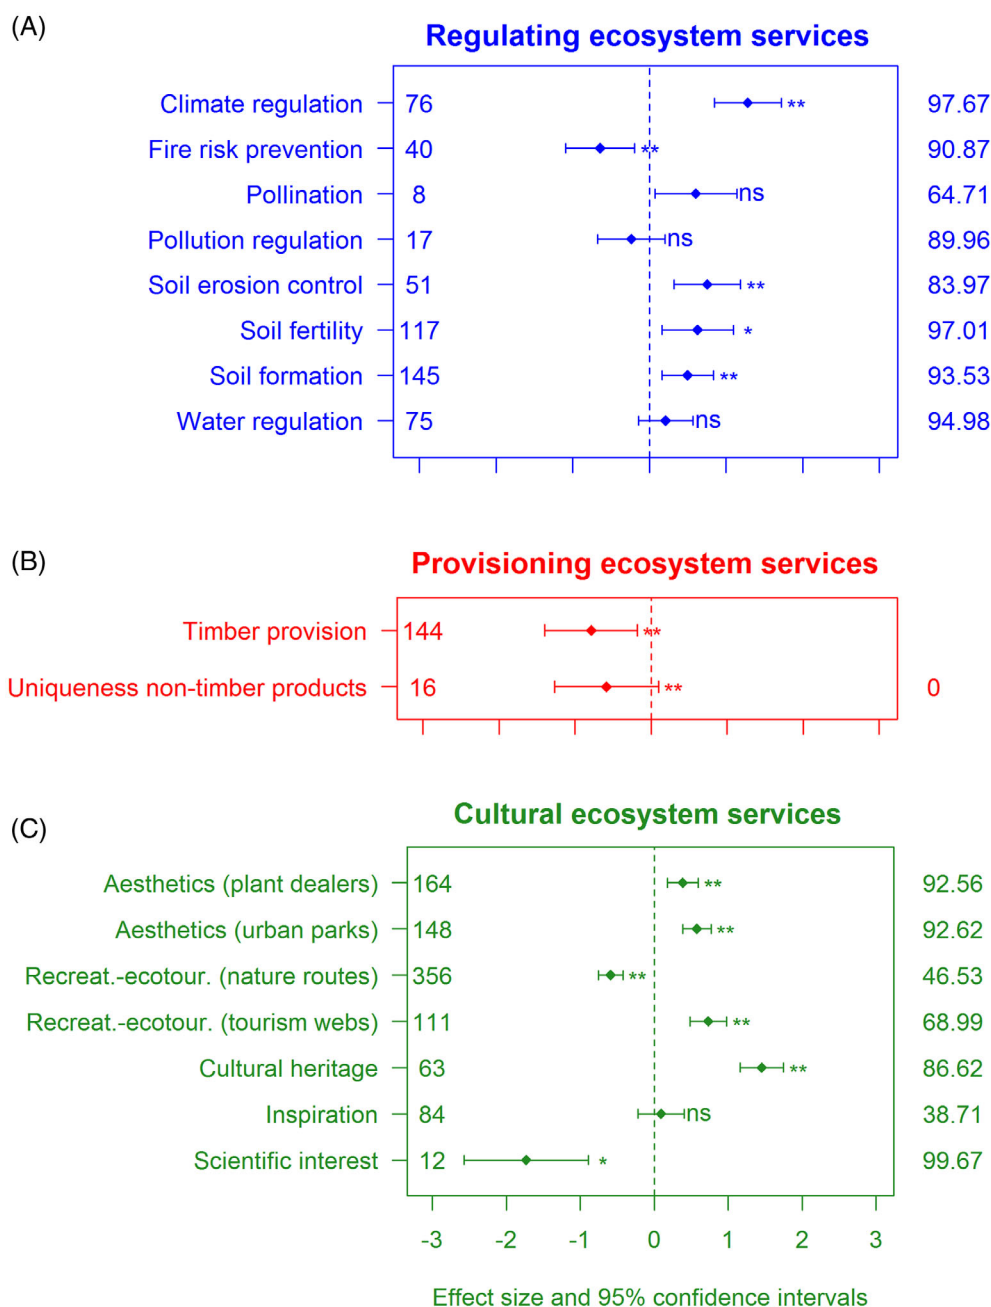 (A)
Regulating ecosystem services
Climate regulation 76 ** 97.67
Fire risk prevention 40 ** 90.87
Pollination 8 ns 64.71
Pollution regulation 17 ns 89.96
Soil erosion control 51 ** 83.97
Soil fertility 117 * 97.01
Soil formation 145 ** 93.53
Water regulation 75 ns 94.98
(B)
Provisioning ecosystem services
Timber provision 144 **
Uniqueness non-timber products 16 ** 0
(C)
Cultural ecosystem services
Aesthetics (plant dealers) 164 ** 92.56
Aesthetics (urban parks) 148 ** 92.62
Recreat.-ecotour. (nature routes) 356 ** 46.53
Recreat.-ecotour. (tourism webs) 111 ** 68.99
Cultural heritage 63 ** 86.62
Inspiration 84 ns 38.71
Scientific interest 12 * 99.67
-3 -2 -1 0 1 2 3
Effect size and 95% confidence intervals